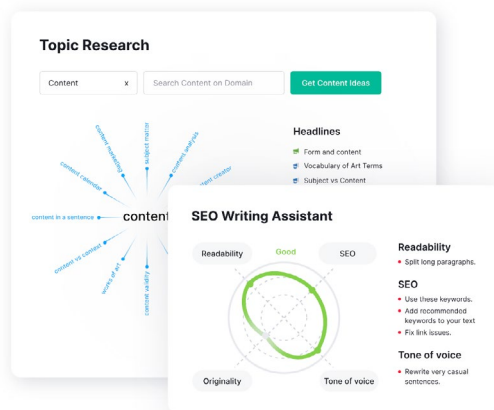 Topic Research
Content x
Search Content on Domain
Get Content Ideas
content marketing
subject matter
content analysis
content calendar
content creator
content in a sentence
content
content vs context
works of art
content validity
Headlines
Form and content
Vocabulary of Art Terms
Subject vs Content
SEO Writing Assistant
Readability
Good
SEO
Originality
Tone of voice
Readability
Split long paragraphs.
SEO
Use these keywords.
Add recommended
keywords to your text
Fix link issues.
Tone of voice
Rewrite very casual
sentences.